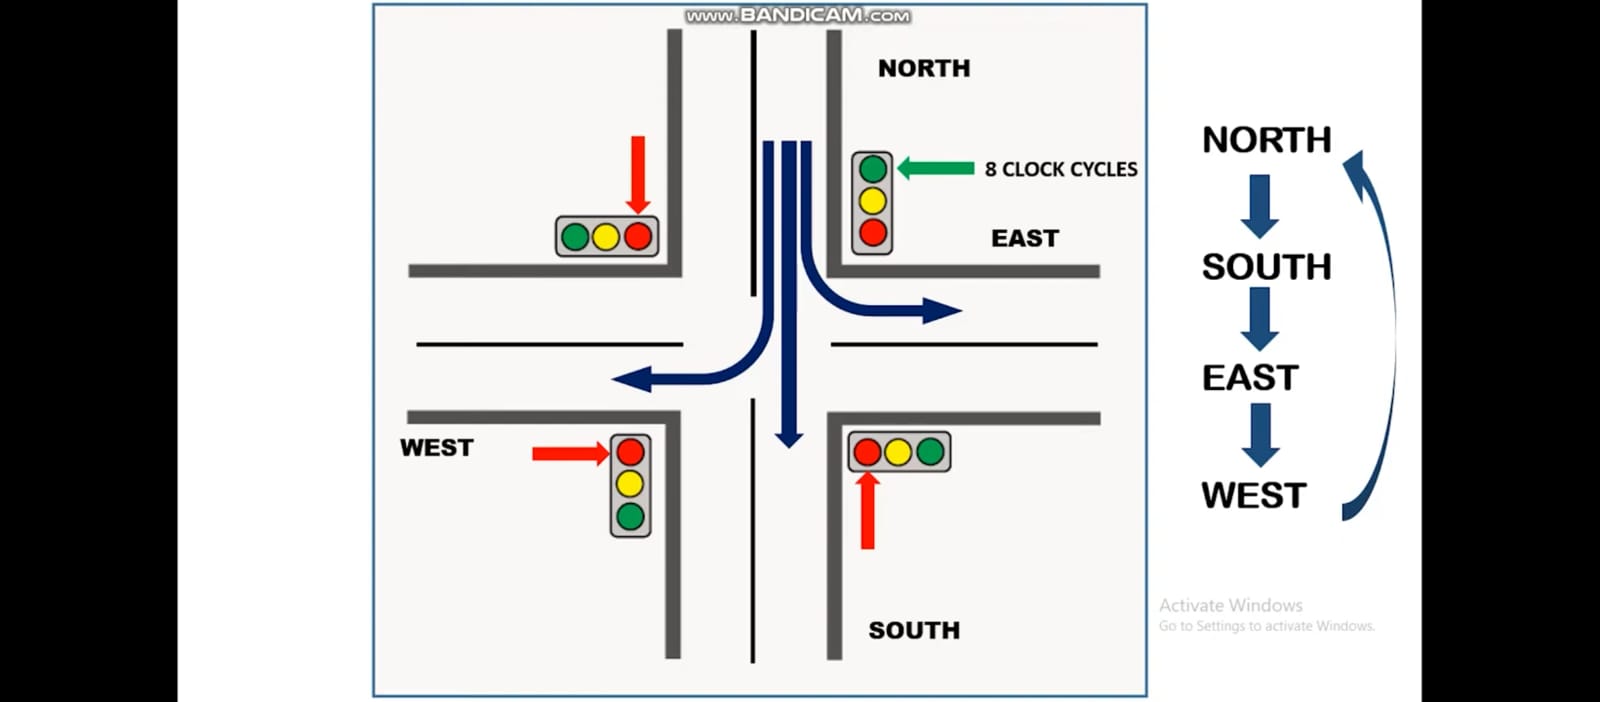 www.BANDICAM.com
NORTH
8 CLOCK CYCLES
EAST
WEST
SOUTH
NORTH
SOUTH
EAST
WEST
Activate Windows
Go to Settings to activate Windows.